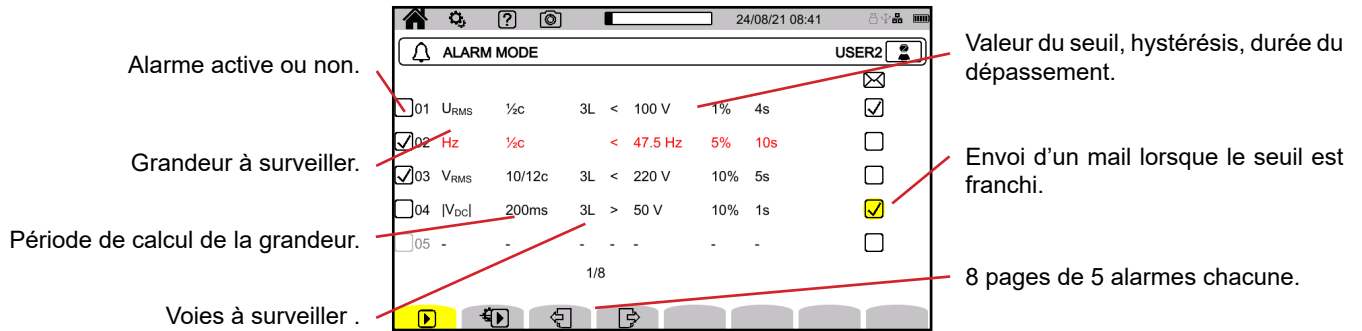 24/08/21 08:41
ALARM MODE USER2
01 URMS ½c 3L < 100 V 1% 4s
02 Hz ½c < 47.5 Hz 5% 10s
03 VRMS 10/12c 3L < 220 V 10% 5s
04 |VDC| 200ms 3L > 50 V 10% 1s
05 - - - - - - -
1/8
Alarme active ou non.
Grandeur à surveiller.
Période de calcul de la grandeur.
Voies à surveiller .
Valeur du seuil, hystérésis, durée du
dépassement.
Envoi d’un mail lorsque le seuil est
franchi.
8 pages de 5 alarmes chacune.